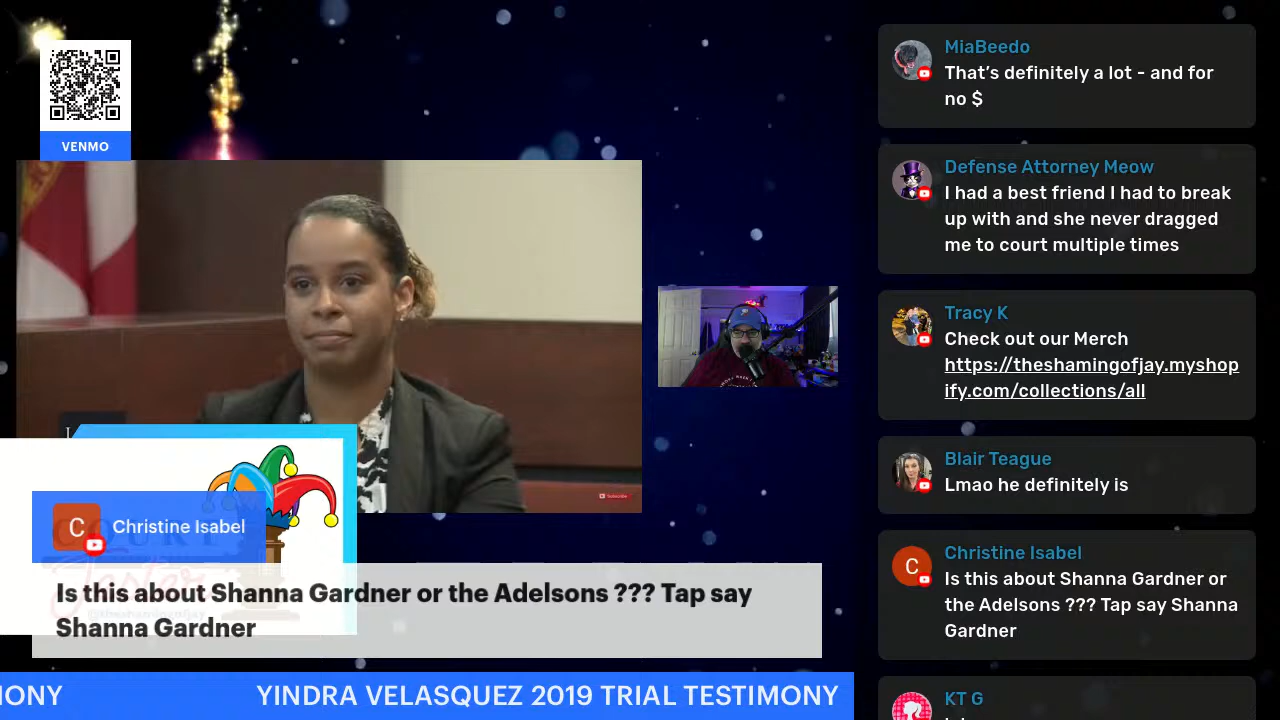 VENMO
Subscribe
Christine Isabel
Is this about Shanna Gardner or the Adelsons ??? Tap say
Shanna Gardner
IONY
YINDRA VELASQUEZ 2019 TRIAL TESTIMONY
MiaBeedo
That’s definitely a lot - and for
no $
Defense Attorney Meow
I had a best friend I had to break
up with and she never dragged
me to court multiple times
Tracy K
Check out our Merch
https://theshamingofjay.myshop
ify.com/collections/all
Blair Teague
Lmao he definitely is
C
Christine Isabel
Is this about Shanna Gardner or
the Adelsons ??? Tap say Shanna
Gardner
KT G